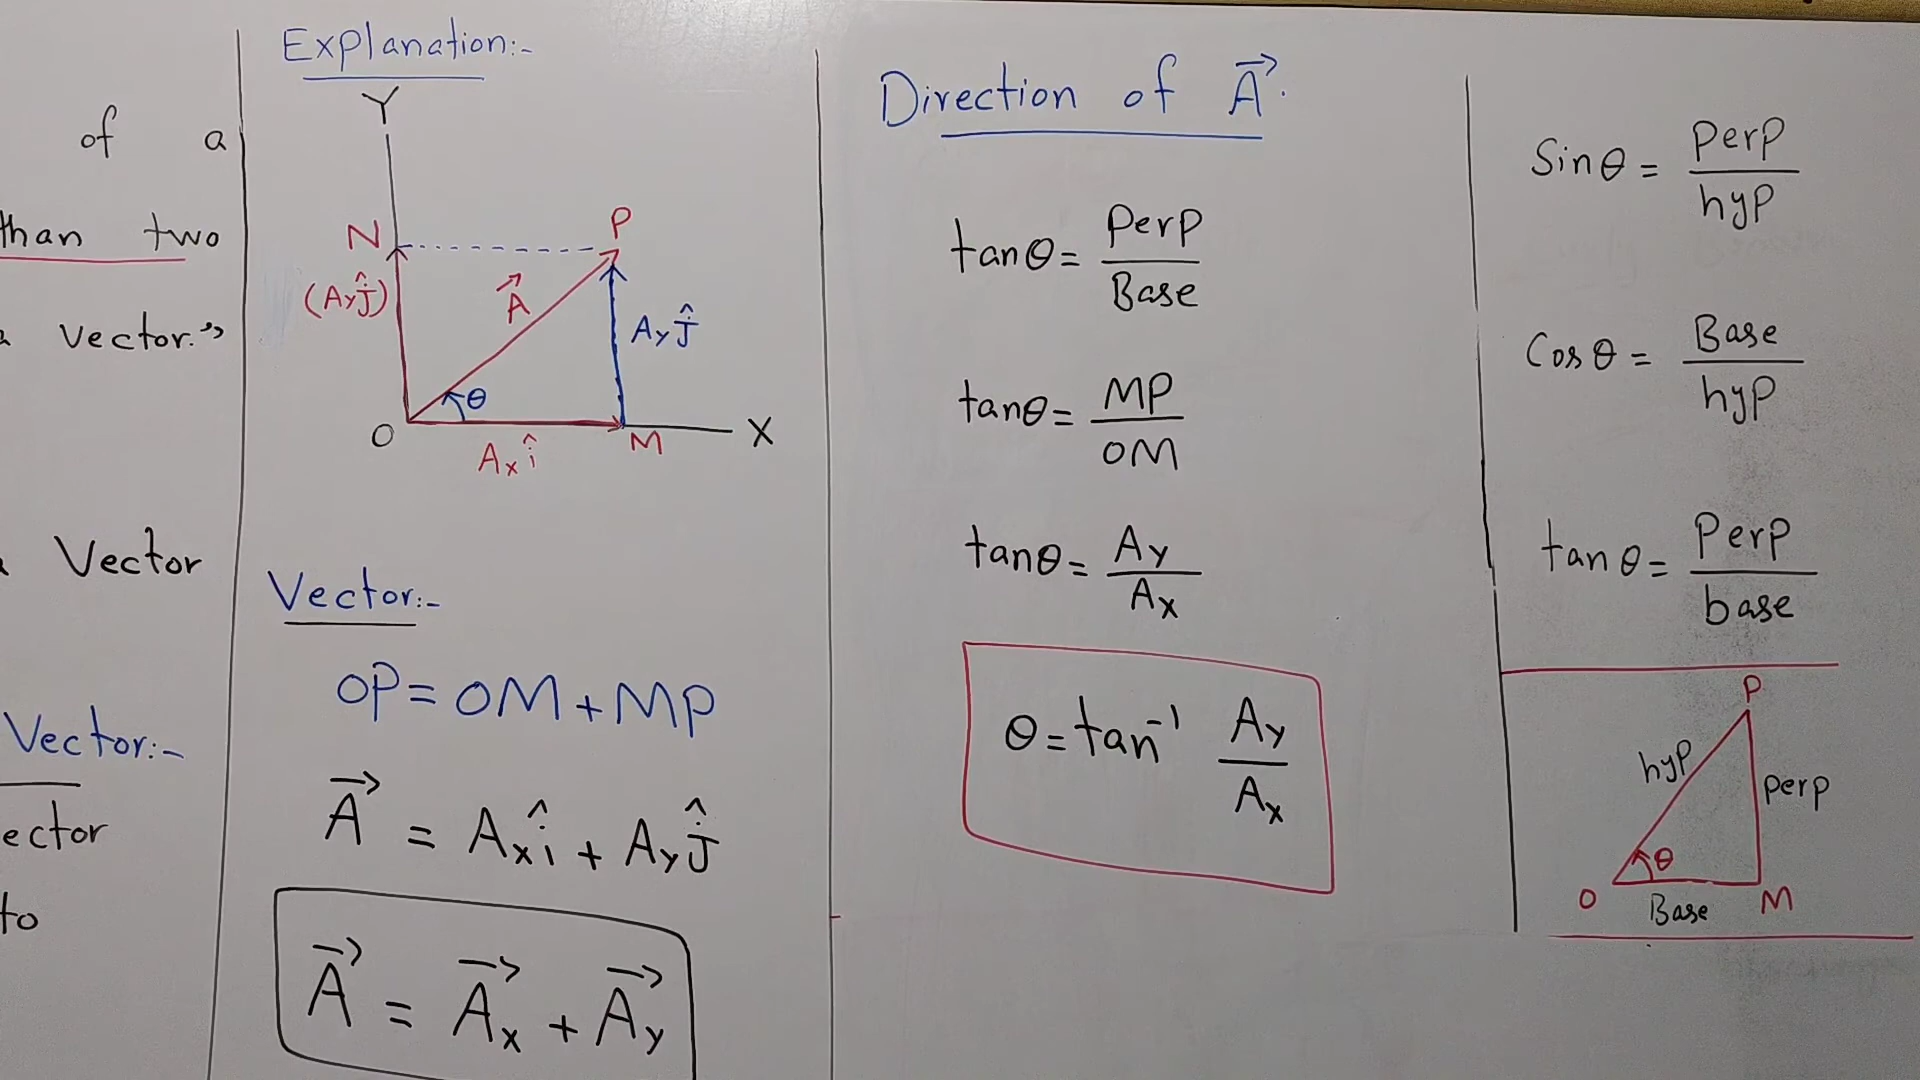 of a
than two
vector."
Vector
Vector:-
ector
to
Explanation:-
Y
N
P
(Ayĵ)
A⃗
Ayĵ
θ
O
M
X
Axî
Vector:-
OP = OM + MP
A⃗ = Axî + Ayĵ
A⃗ = A⃗x + A⃗y
Direction of A⃗.
tanθ = Perp/Base
tanθ = MP/OM
tanθ = Ay/Ax
θ = tan⁻¹ Ay/Ax
Sinθ = Perp/hyp
Cosθ = Base/hyp
tanθ = Perp/base
P
hyp
Perp
θ
O
Base
M